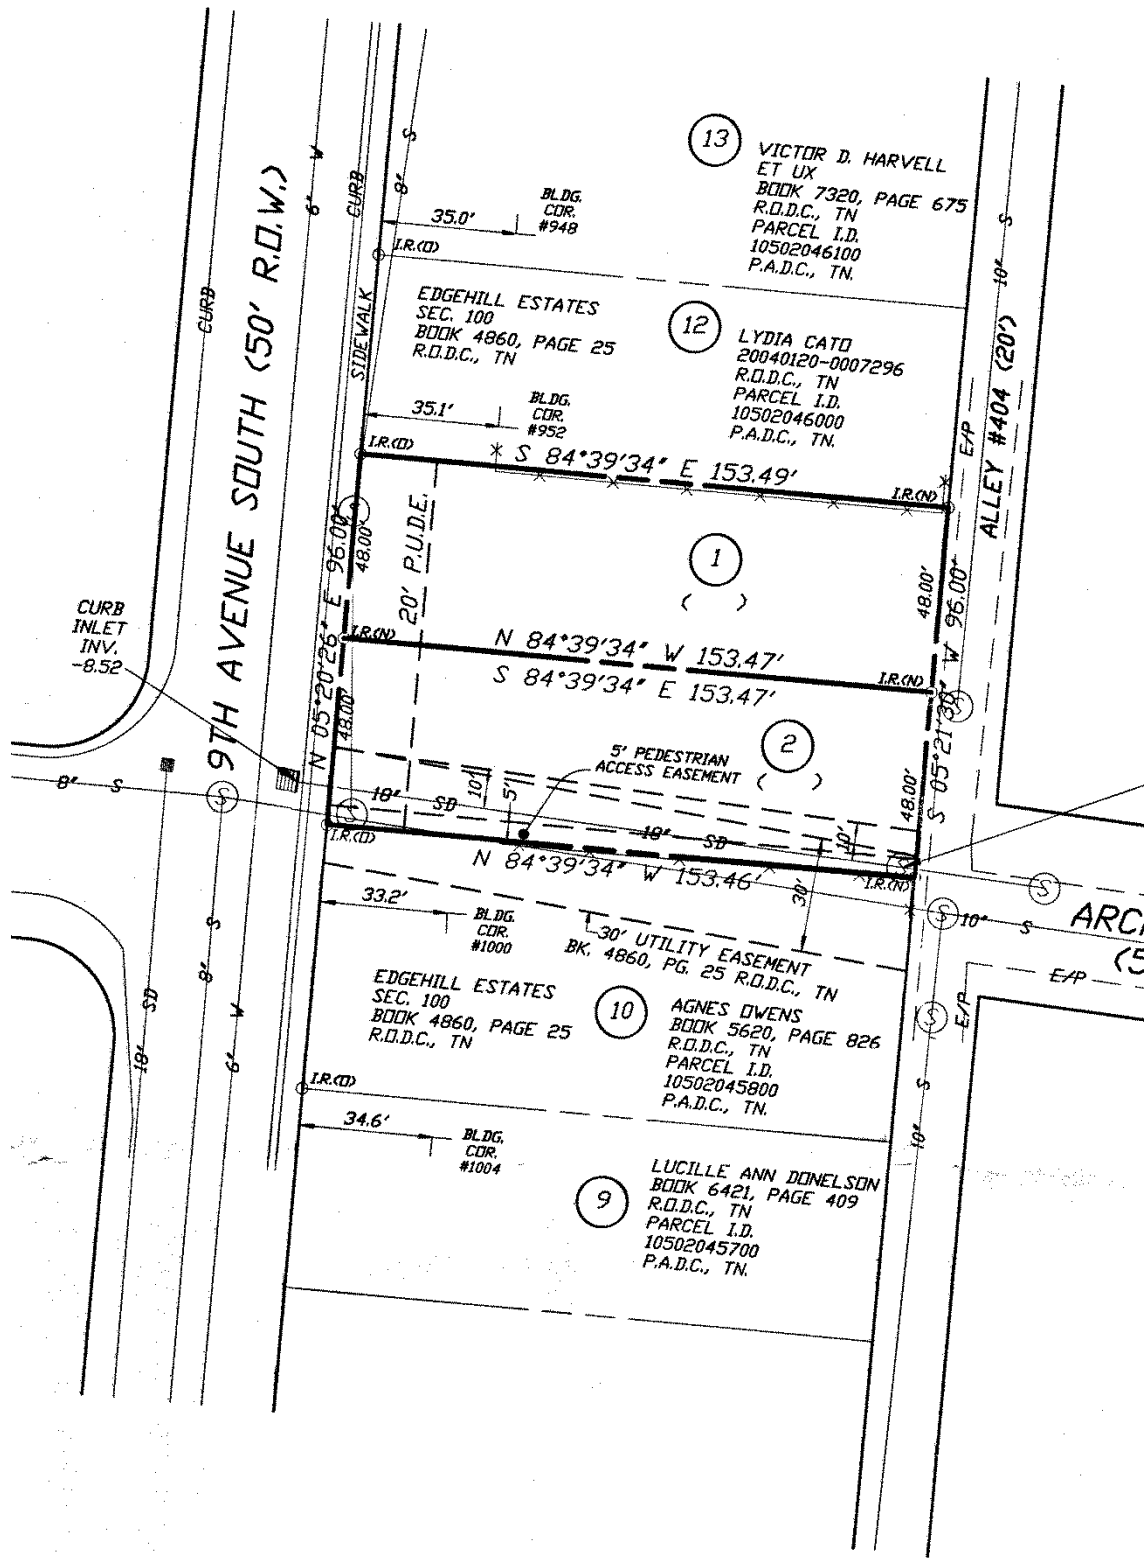 13
VICTOR D. HARVELL
ET UX
BOOK 7320, PAGE 675
R.O.D.C., TN
PARCEL I.D.
10502046100
P.A.D.C., TN.
BLDG.
COR.
#948
35.0'
I.R.(O)
8" S
6" W
CURB
CURB
SIDEWALK
10" S
EDGEHILL ESTATES
SEC. 100
BOOK 4860, PAGE 25
R.O.D.C., TN
12
LYDIA CATO
20040120-0007296
R.O.D.C., TN
PARCEL I.D.
10502046000
P.A.D.C., TN.
ALLEY #404 (20')
E/P
BLDG.
COR.
#952
35.1'
I.R.(O)
S 84°39'34" E 153.49'
I.R.(N)
9TH AVENUE SOUTH (50' R.O.W.)
N 05°20'26" E 96.00'
48.00'
48.00'
20' P.U.D.E.
1
( )
48.00'
48.00'
S 05°21'30" W 96.00'
CURB
INLET
INV.
-8.52
I.R.(N)
N 84°39'34" W 153.47'
S 84°39'34" E 153.47'
I.R.(N)
S
2
( )
5' PEDESTRIAN
ACCESS EASEMENT
8" S
S
S
18" SD
10'
5'
18" SD
10'
30'
I.R.(O)
N 84°39'34" W 153.46'
I.R.(N)
S
S
10" S
ARC
(5
E/P
E/P
S
33.2'
BLDG.
COR.
#1000
30' UTILITY EASEMENT
BK. 4860, PG. 25 R.O.D.C., TN
EDGEHILL ESTATES
SEC. 100
BOOK 4860, PAGE 25
R.O.D.C., TN
10
AGNES OWENS
BOOK 5620, PAGE 826
R.O.D.C., TN
PARCEL I.D.
10502045800
P.A.D.C., TN.
18" SD
8" S
6" W
10" S
I.R.(O)
34.6'
BLDG.
COR.
#1004
9
LUCILLE ANN DONELSON
BOOK 6421, PAGE 409
R.O.D.C., TN
PARCEL I.D.
10502045700
P.A.D.C., TN.